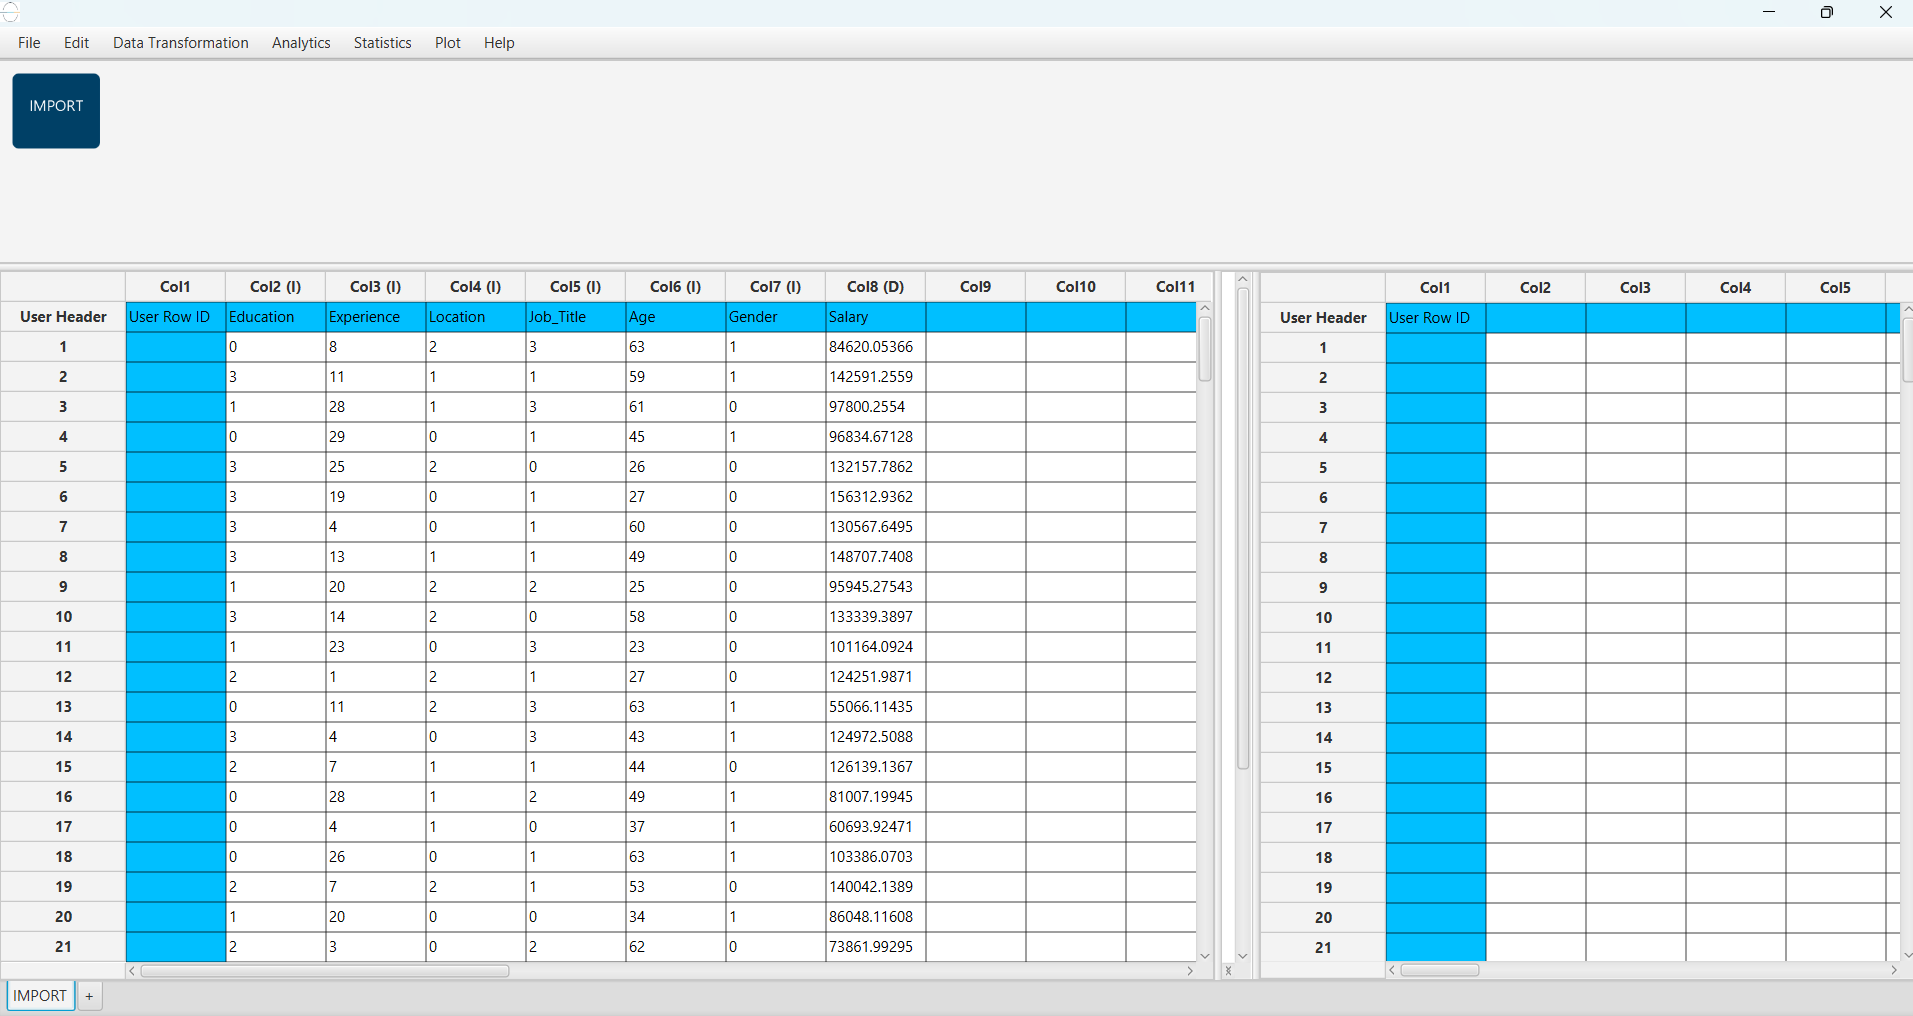 File Edit Data Transformation Analytics Statistics Plot Help
IMPORT
Col1 Col2 (I) Col3 (I) Col4 (I) Col5 (I) Col6 (I) Col7 (I) Col8 (D) Col9 Col10 Col11
User Header User Row ID Education Experience Location Job_Title Age Gender Salary
1 0 8 2 3 63 1 84620.05366
2 3 11 1 1 59 1 142591.2559
3 1 28 1 3 61 0 97800.2554
4 0 29 0 1 45 1 96834.67128
5 3 25 2 0 26 0 132157.7862
6 3 19 0 1 27 0 156312.9362
7 3 4 0 1 60 0 130567.6495
8 3 13 1 1 49 0 148707.7408
9 1 20 2 2 25 0 95945.27543
10 3 14 2 0 58 0 133339.3897
11 1 23 0 3 23 0 101164.0924
12 2 1 2 1 27 0 124251.9871
13 0 11 2 3 63 1 55066.11435
14 3 4 0 3 43 1 124972.5088
15 2 7 1 1 44 0 126139.1367
16 0 28 1 2 49 1 81007.19945
17 0 4 1 0 37 1 60693.92471
18 0 26 0 1 63 1 103386.0703
19 2 7 2 1 53 0 140042.1389
20 1 20 0 0 34 1 86048.11608
21 2 3 0 2 62 0 73861.99295
Col1 Col2 Col3 Col4 Col5
User Header User Row ID
1
2
3
4
5
6
7
8
9
10
11
12
13
14
15
16
17
18
19
20
21
IMPORT +